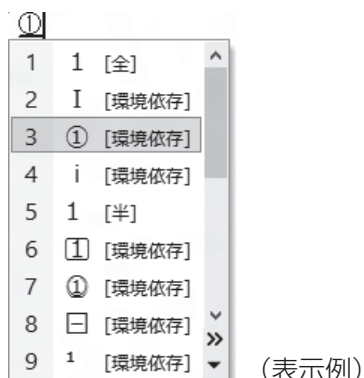 ①
1 1 [全]
2 Ⅰ [環境依存]
3 ① [環境依存]
4 ⅰ [環境依存]
5 1 [半]
6 1️ [環境依存]
7 ① [環境依存]
8 ㊀ [環境依存]
9 ¹ [環境依存]
(表示例)